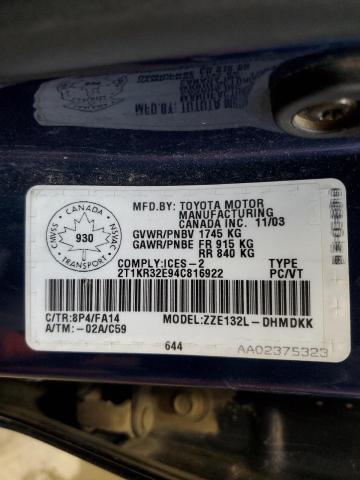 CANADA
CMVSS
NSVAC
930
TRANSPORT
MFD.BY: TOYOTA MOTOR
MANUFACTURING
CANADA INC. 11/03
GVWR/PNBV 1745 KG
GAWR/PNBE FR 915 KG
RR 840 KG
COMPLY:ICES-2 TYPE
2T1KR32E94C816922 PC/VT
C/TR:8P4/FA14 MODEL:ZZE132L-DHMDKK
A/TM:-02A/C59
644 AA02375323